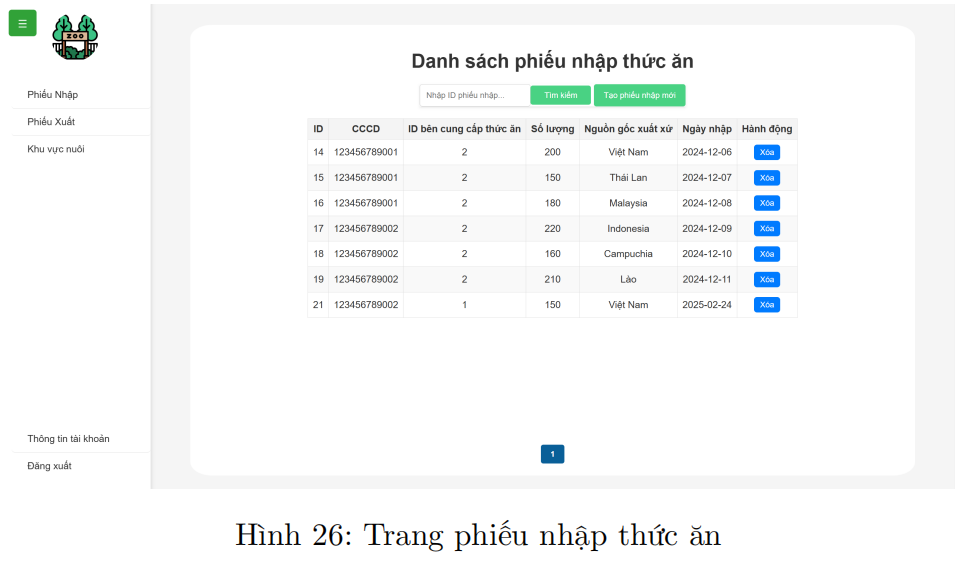 ZOO
Phiếu Nhập
Phiếu Xuất
Khu vực nuôi
Thông tin tài khoản
Đăng xuất
Danh sách phiếu nhập thức ăn
Nhập ID phiếu nhập... Tìm kiếm Tạo phiếu nhập mới
ID CCCD ID bên cung cấp thức ăn Số lượng Nguồn gốc xuất xứ Ngày nhập Hành động
14 123456789001 2 200 Việt Nam 2024-12-06 Xóa
15 123456789001 2 150 Thái Lan 2024-12-07 Xóa
16 123456789001 2 180 Malaysia 2024-12-08 Xóa
17 123456789002 2 220 Indonesia 2024-12-09 Xóa
18 123456789002 2 160 Campuchia 2024-12-10 Xóa
19 123456789002 2 210 Lào 2024-12-11 Xóa
21 123456789002 1 150 Việt Nam 2025-02-24 Xóa
1
Hình 26: Trang phiếu nhập thức ăn